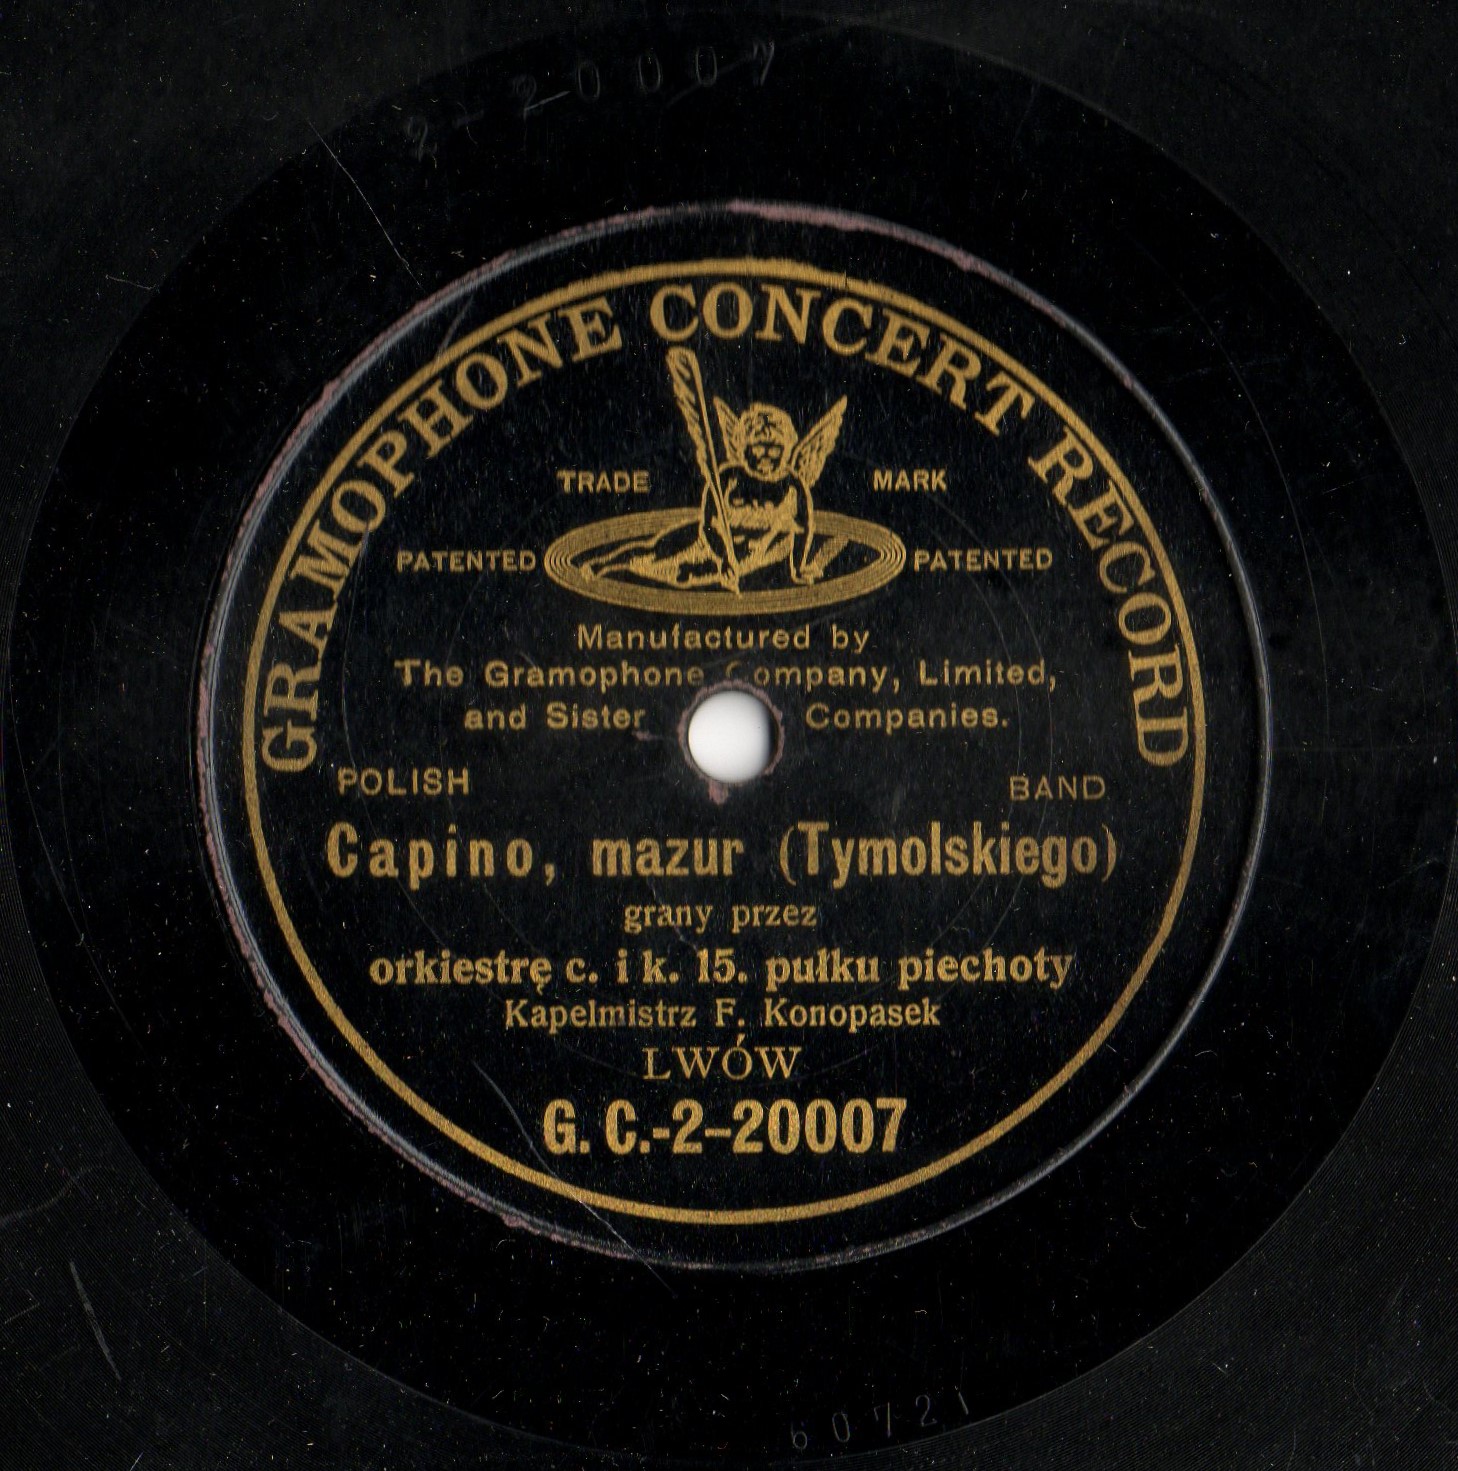 2-20007
GRAMOPHONE CONCERT RECORD
TRADE MARK
PATENTED PATENTED
Manufactured by
The Gramophone Company, Limited,
and Sister Companies.
POLISH BAND
Capino, mazur (Tymolskiego)
grany przez
orkiestrę c. i k. 15. pułku piechoty
Kapelmistrz F. Konopasek
LWÓW
G. C.-2-20007
60721